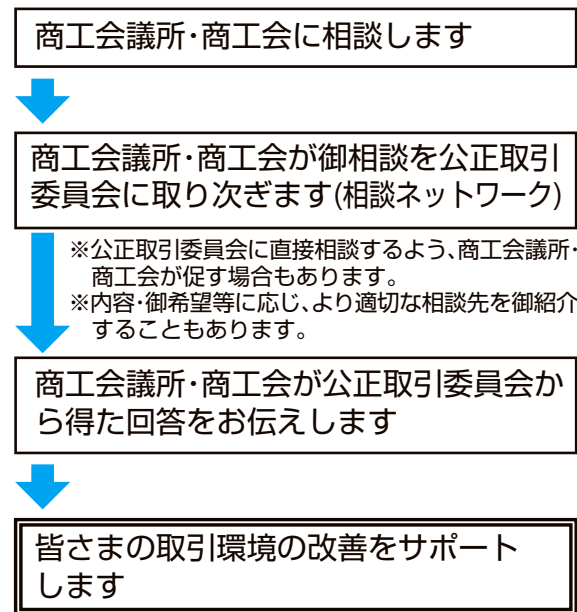 商工会議所･商工会に相談します
商工会議所･商工会が御相談を公正取引
委員会に取り次ぎます(相談ネットワーク)
※公正取引委員会に直接相談するよう、商工会議所･
商工会が促す場合もあります。
※内容･御希望等に応じ、より適切な相談先を御紹介
することもあります。
商工会議所･商工会が公正取引委員会か
ら得た回答をお伝えします
皆さまの取引環境の改善をサポート
します